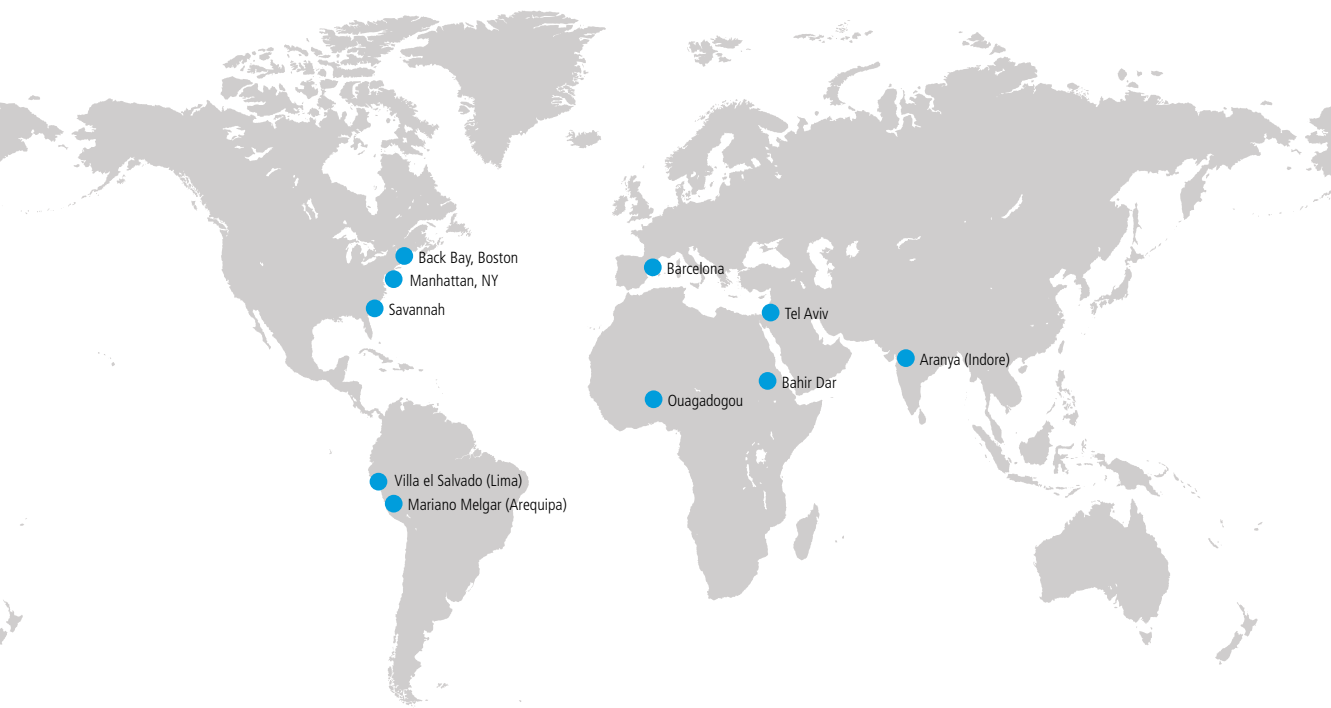 Back Bay, Boston
Manhattan, NY
Savannah
Barcelona
Tel Aviv
Aranya (Indore)
Bahir Dar
Ouagadogou
Villa el Salvado (Lima)
Mariano Melgar (Arequipa)